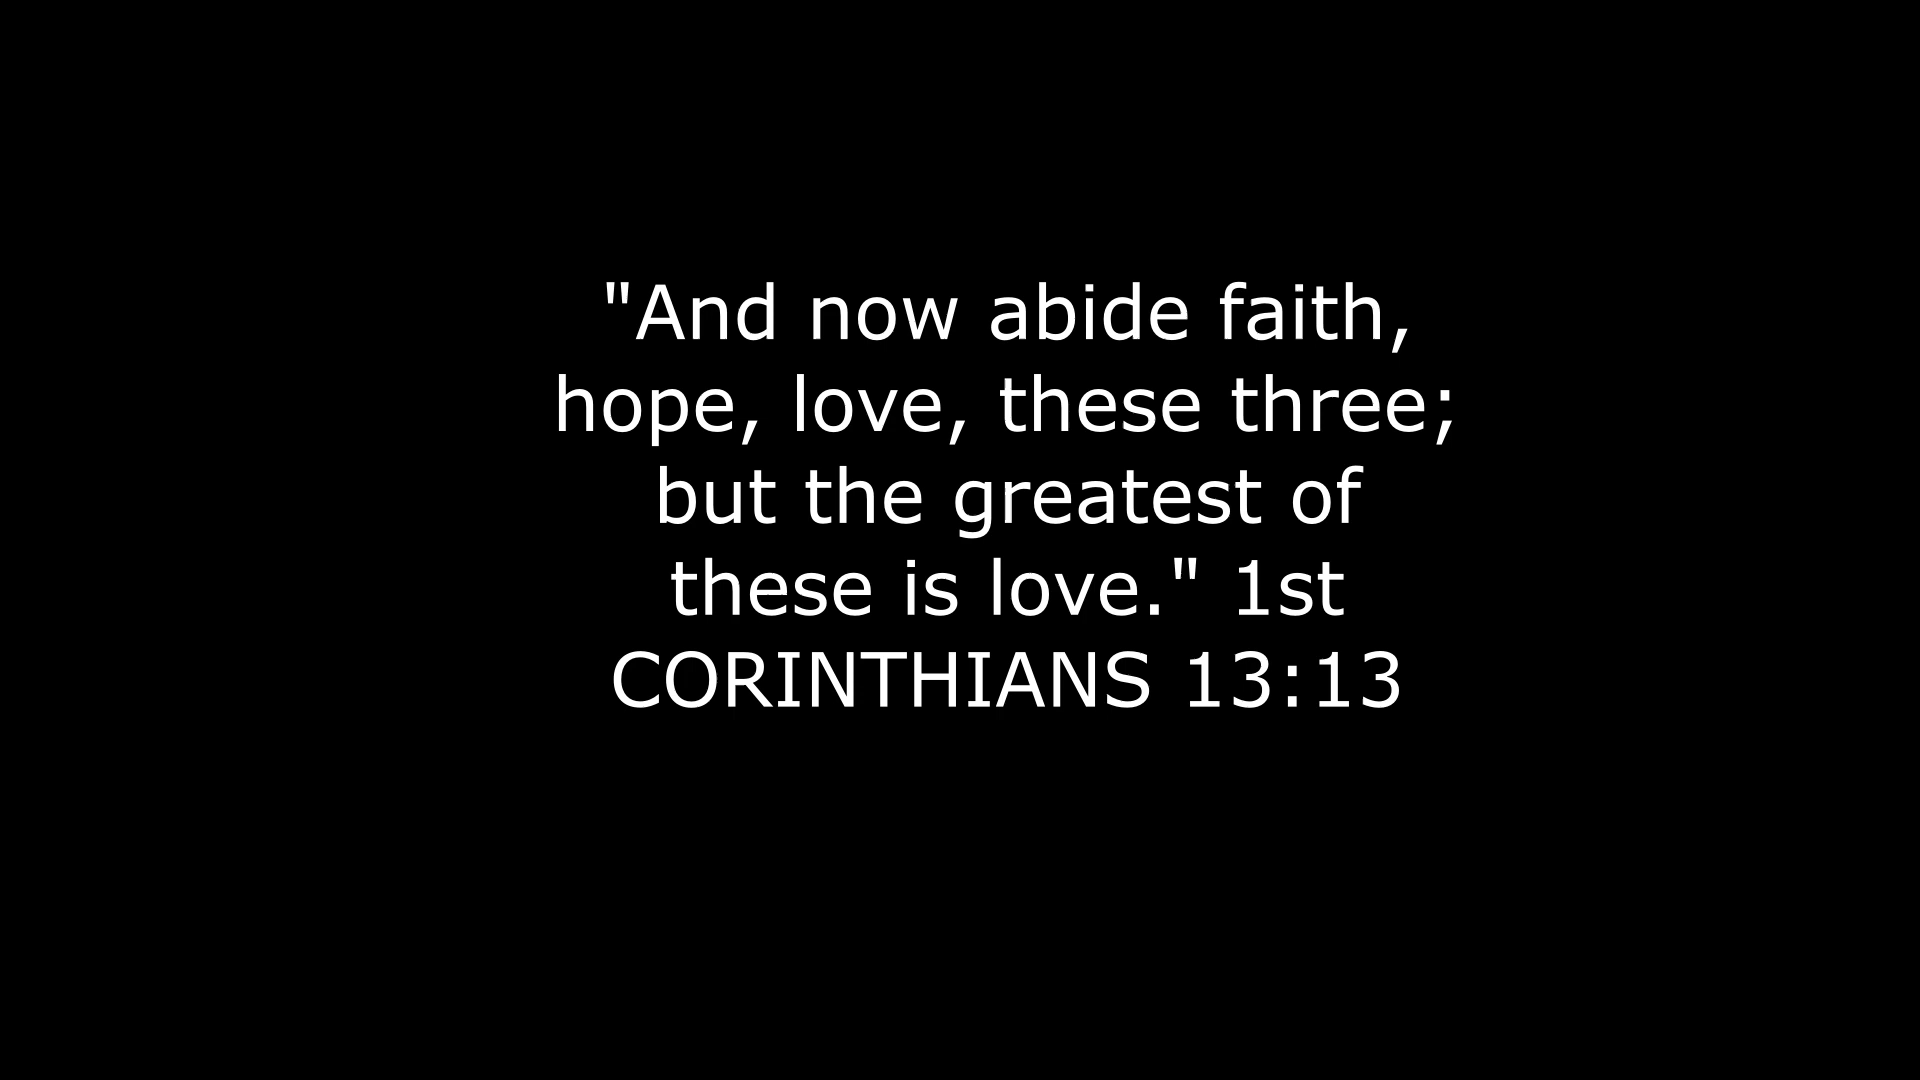 "And now abide faith,
hope, love, these three;
but the greatest of
these is love." 1st
CORINTHIANS 13:13